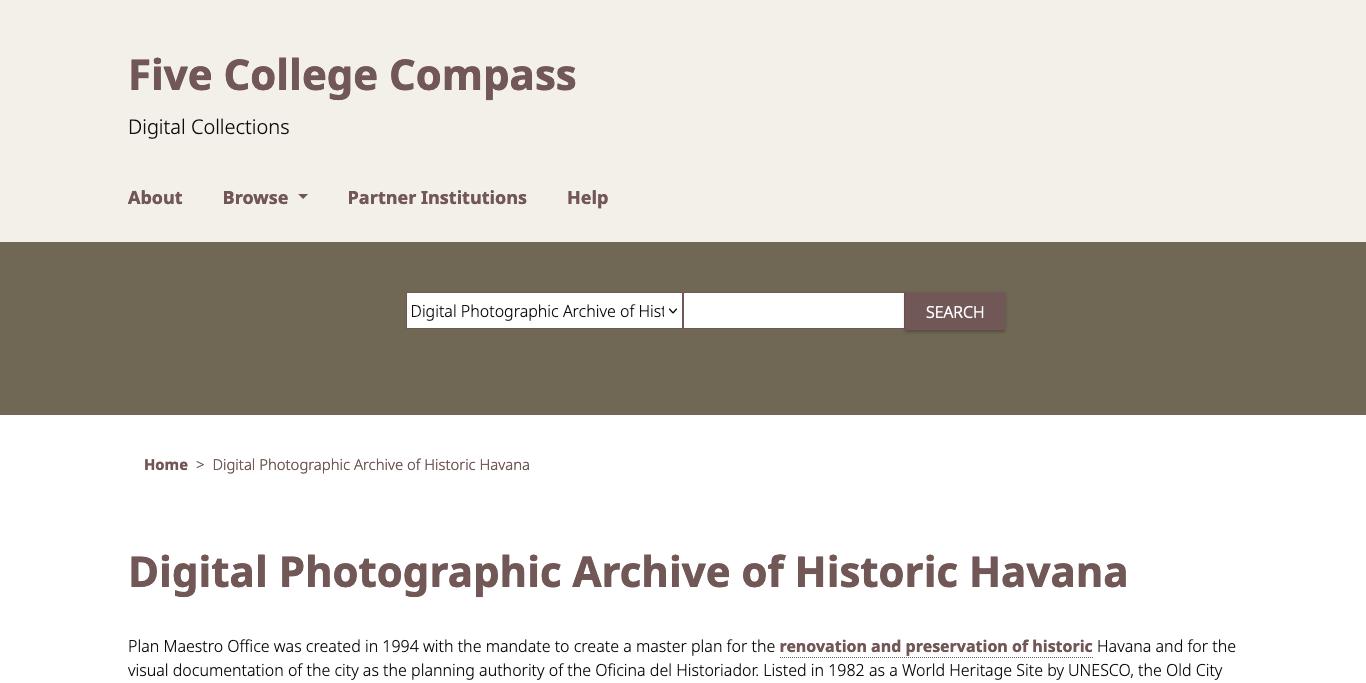 Five College Compass
Digital Collections
About Browse Partner Institutions Help
Digital Photographic Archive of Hist SEARCH
Home > Digital Photographic Archive of Historic Havana
Digital Photographic Archive of Historic Havana
Plan Maestro Office was created in 1994 with the mandate to create a master plan for the renovation and preservation of historic Havana and for the
visual documentation of the city as the planning authority of the Oficina del Historiador. Listed in 1982 as a World Heritage Site by UNESCO, the Old City